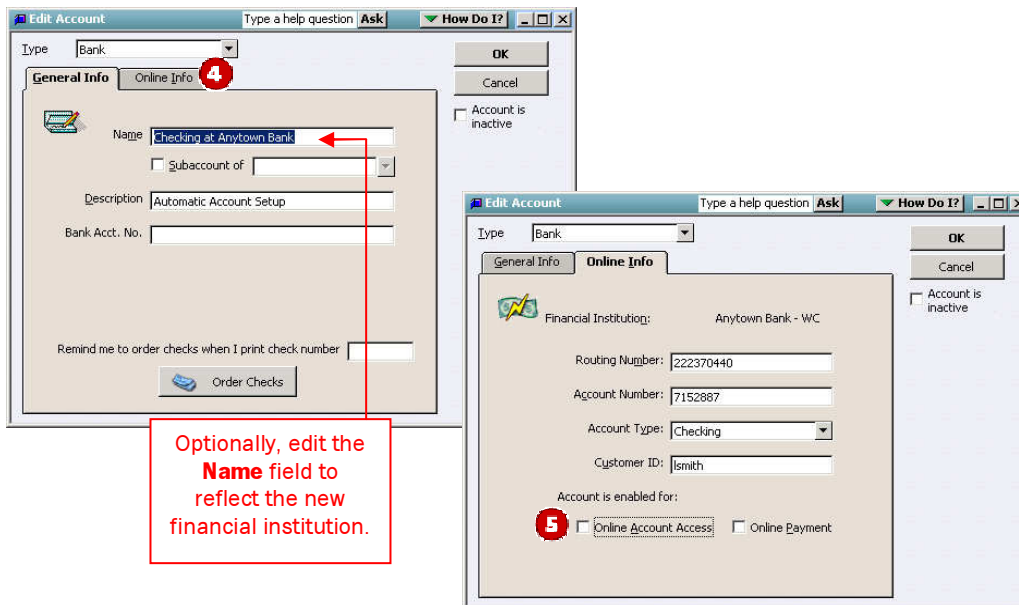 Edit Account Type a help question Ask How Do I?
Type Bank
OK
General Info Online Info 4
Cancel
Account is
inactive
Name Checking at Anytown Bank
Subaccount of
Description Automatic Account Setup
Bank Acct. No.
Remind me to order checks when I print check number
Order Checks
Optionally, edit the
Name field to
reflect the new
financial institution.
Edit Account Type a help question Ask How Do I?
Type Bank
OK
General Info Online Info
Cancel
Account is
inactive
Financial Institution: Anytown Bank - WC
Routing Number: 222370440
Account Number: 7152887
Account Type: Checking
Customer ID: lsmith
Account is enabled for:
5 Online Account Access Online Payment